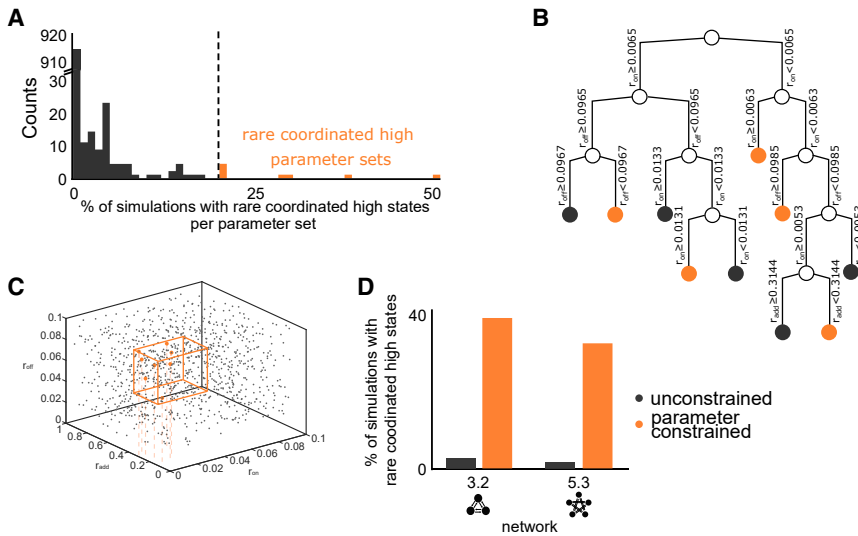 A
920
910
30
20
10
0
Counts
rare coordinated high
parameter sets
0
25
50
% of simulations with rare coordinated high states
per parameter set
B
r_on≥0.0065
r_on<0.0065
r_off≥0.0965
r_off<0.0965
r_on≥0.0063
r_on<0.0063
r_off≥0.0967
r_off<0.0967
r_on≥0.0133
r_on<0.0133
r_off≥0.0985
r_off<0.0985
r_on≥0.0131
r_on<0.0131
r_on≥0.0053
r_on<0.0053
r_add≥0.3144
r_add<0.3144
C
0.1
0.08
0.06
0.04
0.02
0
r_off
1
0.8
0.6
0.4
0.2
0
r_add
0
0.02
0.04
0.06
0.08
0.1
r_on
D
40
0
% of simulations with
rare coodinated high states
3.2
5.3
network
unconstrained
parameter
constrained